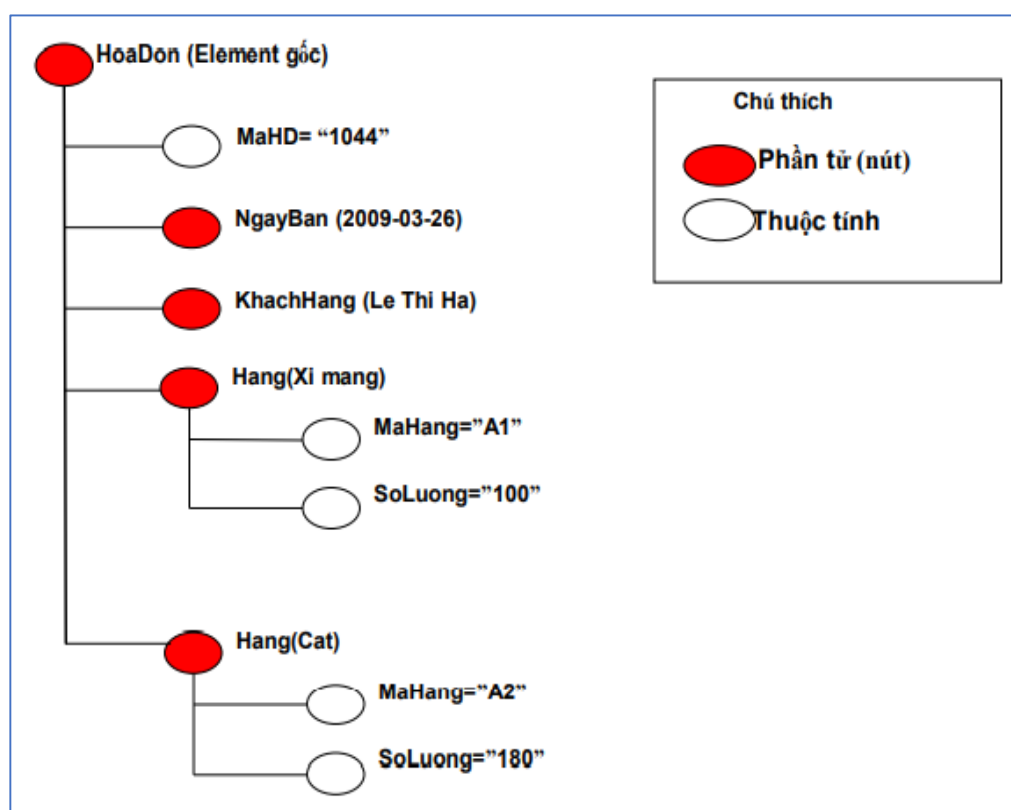 HoaDon (Element gốc)
Chú thích
Phần tử (nút)
Thuộc tính
MaHD= “1044”
NgayBan (2009-03-26)
KhachHang (Le Thi Ha)
Hang(Xi mang)
MaHang=”A1”
SoLuong=”100”
Hang(Cat)
MaHang=”A2”
SoLuong=”180”